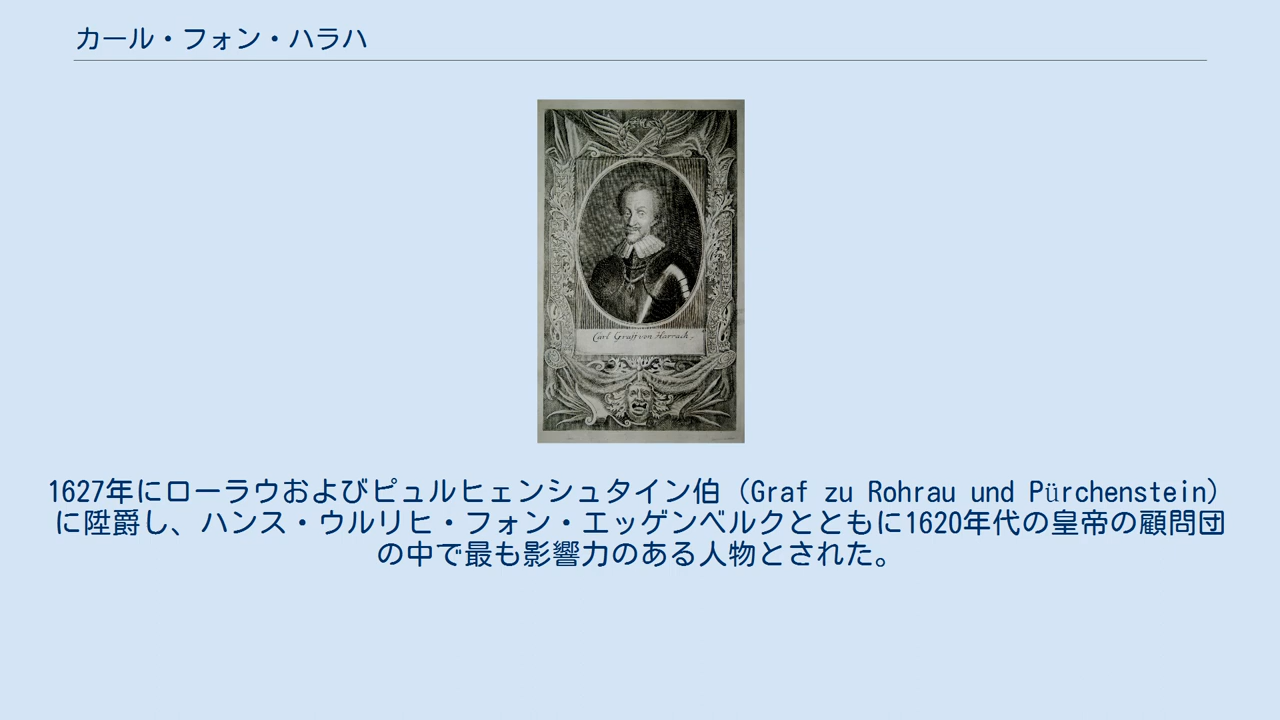 カール・フォン・ハラハ
Carl Graff von Harrach,
1627年にローラウおよびピュルヒェンシュタイン伯（Graf zu Rohrau und Pürchenstein）
に陞爵し、ハンス・ウルリヒ・フォン・エッゲンベルクとともに1620年代の皇帝の顧問団
の中で最も影響力のある人物とされた。